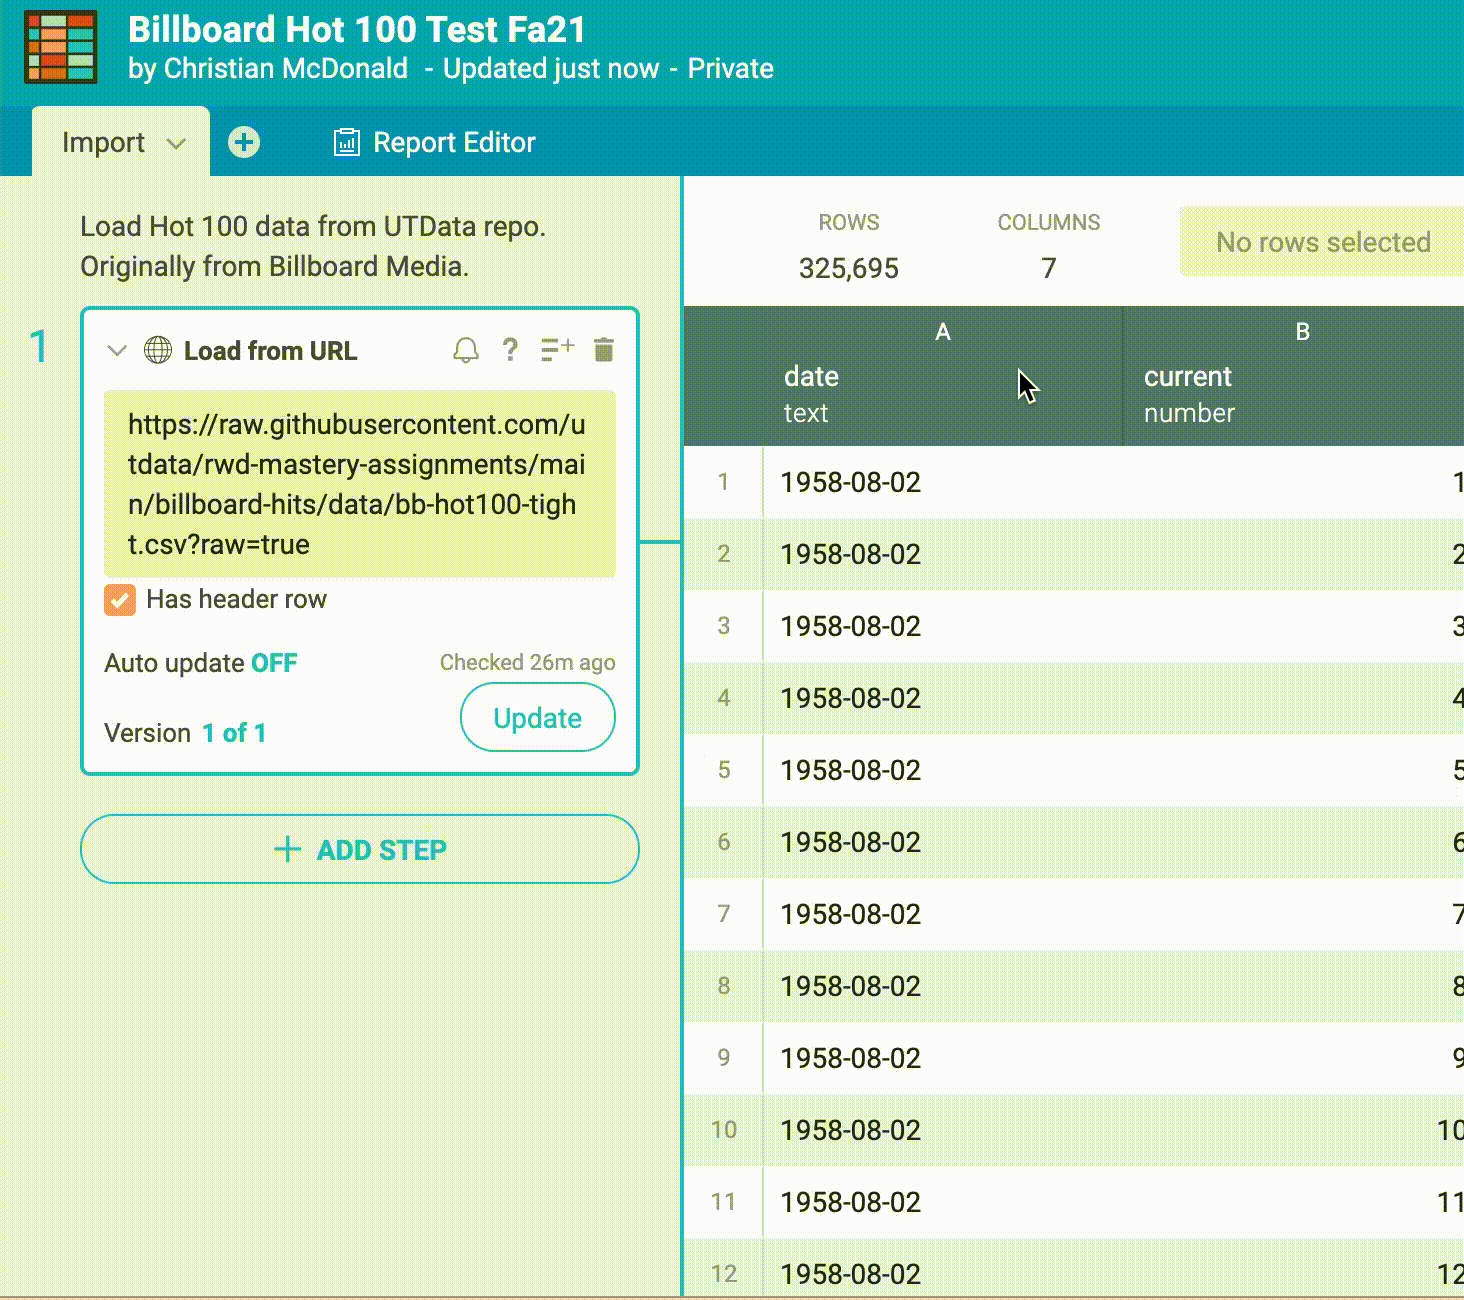 Billboard Hot 100 Test Fa21
by Christian McDonald - Updated just now - Private
Import
Report Editor
Load Hot 100 data from UTData repo.
Originally from Billboard Media.
1
Load from URL
?
https://raw.githubusercontent.com/u
tdata/rwd-mastery-assignments/mai
n/billboard-hits/data/bb-hot100-tigh
t.csv?raw=true
Has header row
Auto update OFF
Checked 26m ago
Version 1 of 1
Update
+ ADD STEP
ROWS COLUMNS
325,695 7
No rows selected
A B
date current
text number
1 1958-08-02 1
2 1958-08-02 2
3 1958-08-02 3
4 1958-08-02 4
5 1958-08-02 5
6 1958-08-02 6
7 1958-08-02 7
8 1958-08-02 8
9 1958-08-02 9
10 1958-08-02 10
11 1958-08-02 11
12 1958-08-02 12